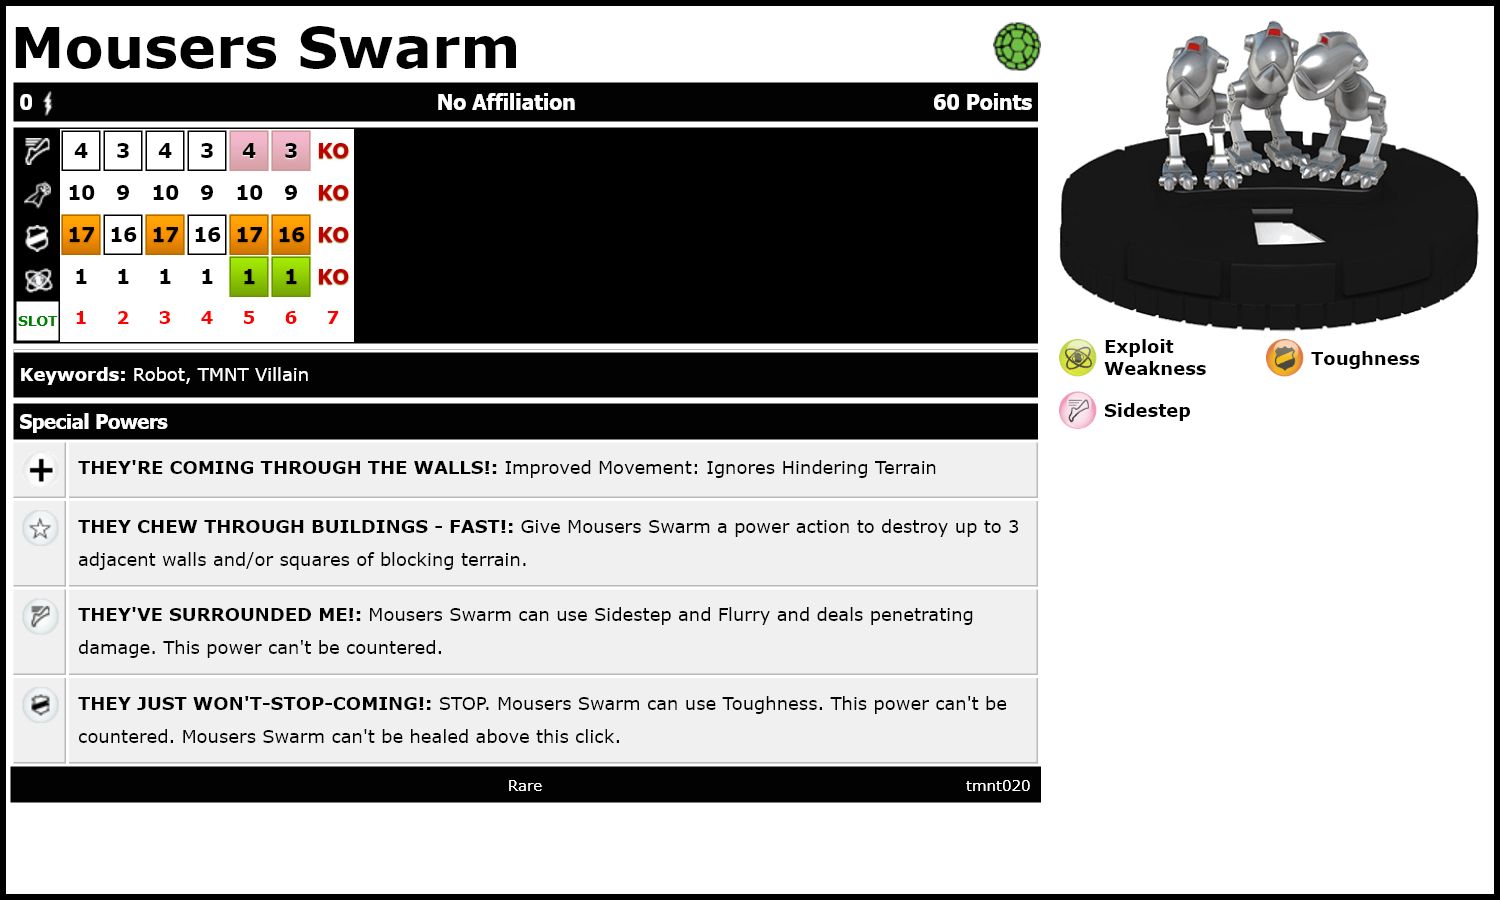 Mousers Swarm
0 No Affiliation 60 Points
4 3 4 3 4 3 KO
10 9 10 9 10 9 KO
17 16 17 16 17 16 KO
1 1 1 1 1 1 KO
SLOT 1 2 3 4 5 6 7
Keywords: Robot, TMNT Villain
Special Powers
THEY'RE COMING THROUGH THE WALLS!: Improved Movement: Ignores Hindering Terrain
THEY CHEW THROUGH BUILDINGS - FAST!: Give Mousers Swarm a power action to destroy up to 3
adjacent walls and/or squares of blocking terrain.
THEY'VE SURROUNDED ME!: Mousers Swarm can use Sidestep and Flurry and deals penetrating
damage. This power can't be countered.
THEY JUST WON'T-STOP-COMING!: STOP. Mousers Swarm can use Toughness. This power can't be
countered. Mousers Swarm can't be healed above this click.
Rare tmnt020
Exploit
Weakness
Toughness
Sidestep